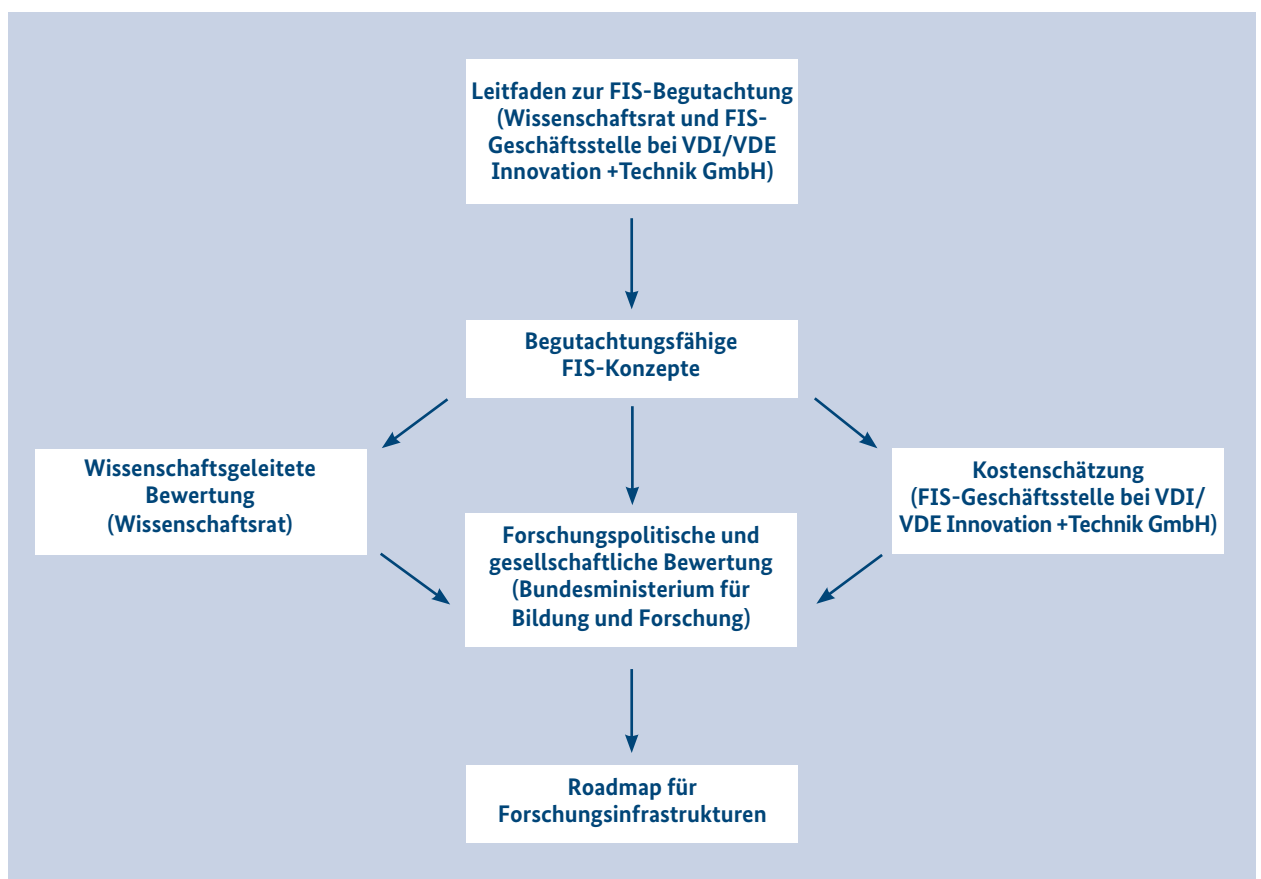 Leitfaden zur FIS-Begutachtung
(Wissenschaftsrat und FIS-
Geschäftsstelle bei VDI/VDE
Innovation +Technik GmbH)
Begutachtungsfähige
FIS-Konzepte
Wissenschaftsgeleitete
Bewertung
(Wissenschaftsrat)
Forschungspolitische und
gesellschaftliche Bewertung
(Bundesministerium für
Bildung und Forschung)
Kostenschätzung
(FIS-Geschäftsstelle bei VDI/
VDE Innovation +Technik GmbH)
Roadmap für
Forschungsinfrastrukturen